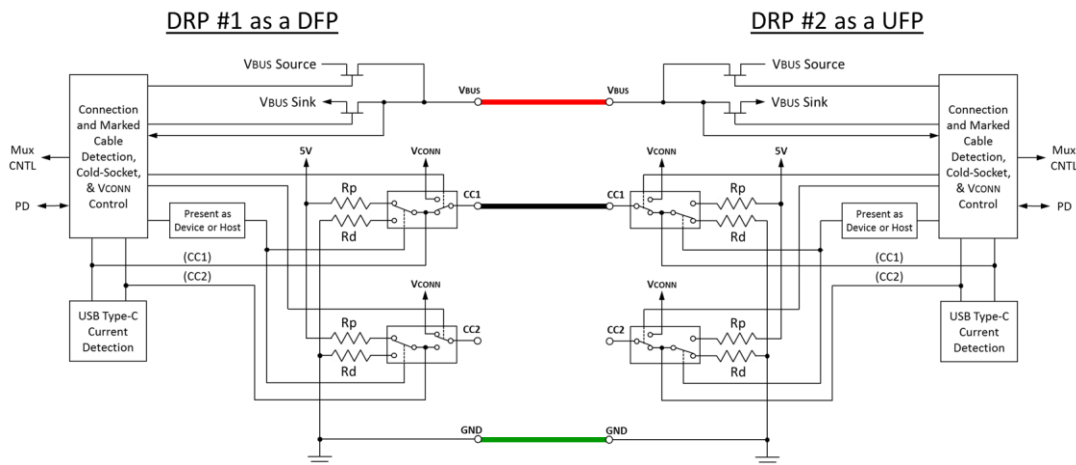 DRP #1 as a DFP
DRP #2 as a UFP
VBUS Source
VBUS Sink
VBUS
VBUS
VBUS Source
VBUS Sink
Connection
and Marked
Cable
Detection,
Cold-Socket,
& VCONN
Control
Mux
CNTL
PD
5V
VCONN
CC1
Rp
Rd
Present as
Device or Host
(CC1)
(CC2)
USB Type-C
Current
Detection
VCONN
CC2
Rp
Rd
GND
GND
VCONN
CC1
5V
Rp
Rd
Present as
Device or Host
(CC1)
(CC2)
VCONN
CC2
Rp
Rd
Connection
and Marked
Cable
Detection,
Cold-Socket,
& VCONN
Control
Mux
CNTL
PD
USB Type-C
Current
Detection